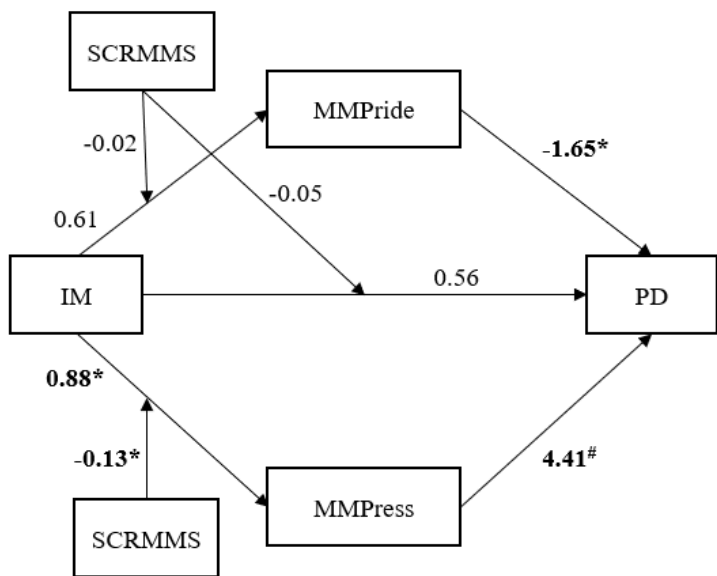 SCRMMS
MMPride
-0.02
-1.65*
-0.05
0.61
IM
0.56
PD
0.88*
-0.13*
4.41#
MMPress
SCRMMS